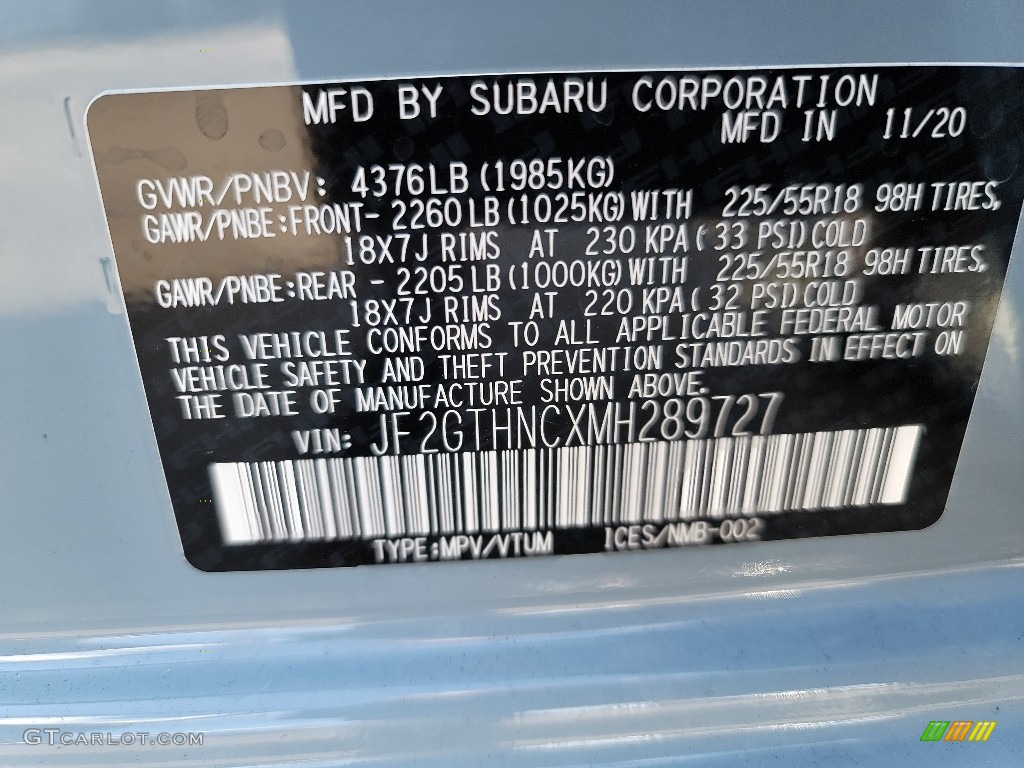 MFD BY SUBARU CORPORATION
MFD IN 11/20
GVWR/PNBV: 4376LB (1985KG)
GAWR/PNBE:FRONT- 2260LB(1025KG)WITH 225/55R18 98H TIRES,
18X7J RIMS AT 230 KPA( 33 PSI)COLD
GAWR/PNBE:REAR - 2205LB(1000KG)WITH 225/55R18 98H TIRES,
18X7J RIMS AT 220 KPA( 32 PSI)COLD
THIS VEHICLE CONFORMS TO ALL APPLICABLE FEDERAL MOTOR
VEHICLE SAFETY AND THEFT PREVENTION STANDARDS IN EFFECT ON
THE DATE OF MANUFACTURE SHOWN ABOVE.
VIN: JF2GTHNCXMH289727
TYPE:MPV/VTUM ICES/NMB-002
GTCARLOT.COM